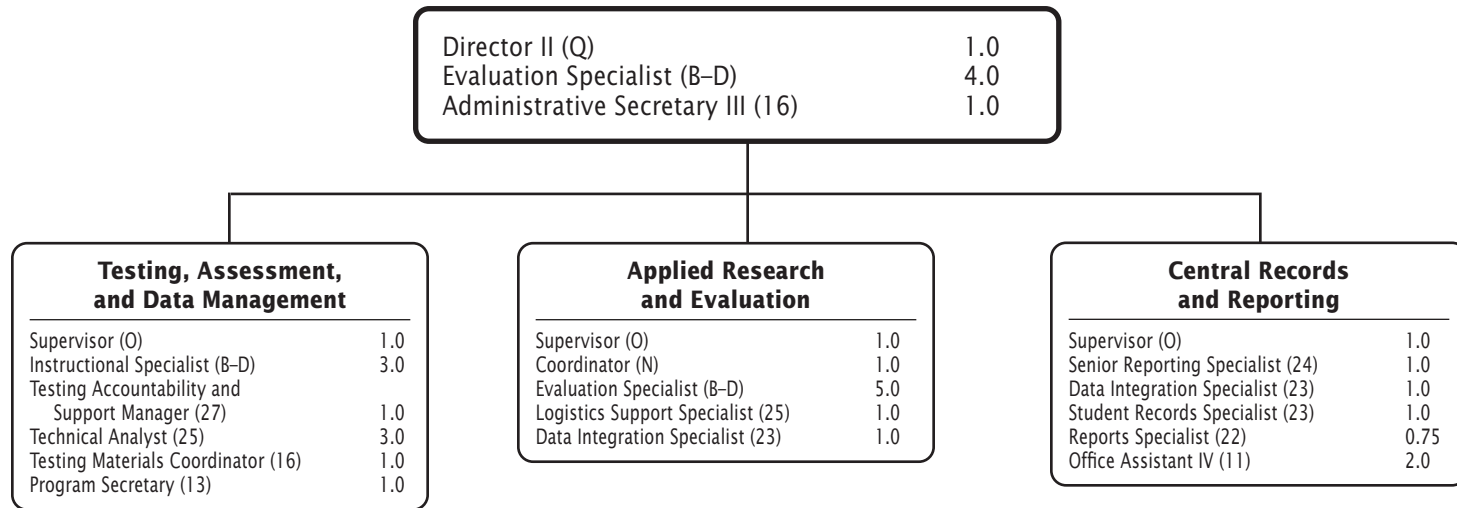 Director II (Q) 1.0
Evaluation Specialist (B–D) 4.0
Administrative Secretary III (16) 1.0
Testing, Assessment,
and Data Management
Supervisor (O) 1.0
Instructional Specialist (B–D) 3.0
Testing Accountability and
Support Manager (27) 1.0
Technical Analyst (25) 3.0
Testing Materials Coordinator (16) 1.0
Program Secretary (13) 1.0
Applied Research
and Evaluation
Supervisor (O) 1.0
Coordinator (N) 1.0
Evaluation Specialist (B–D) 5.0
Logistics Support Specialist (25) 1.0
Data Integration Specialist (23) 1.0
Central Records
and Reporting
Supervisor (O) 1.0
Senior Reporting Specialist (24) 1.0
Data Integration Specialist (23) 1.0
Student Records Specialist (23) 1.0
Reports Specialist (22) 0.75
Office Assistant IV (11) 2.0